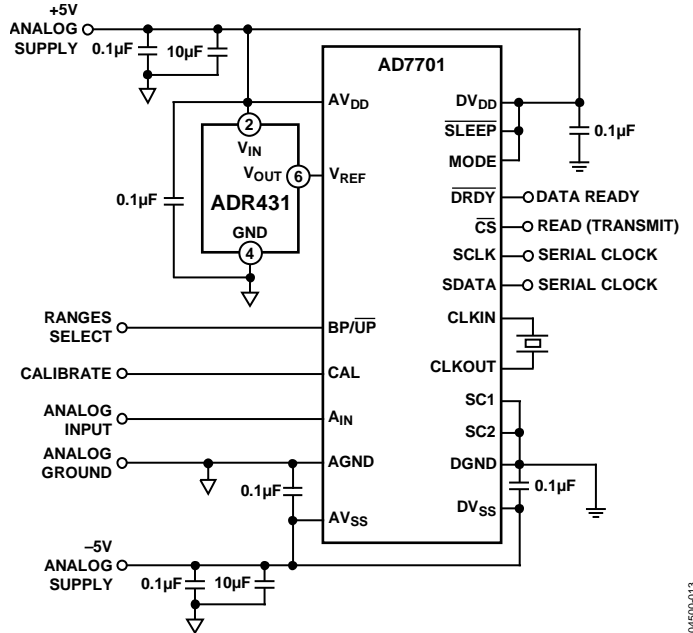 +5V
ANALOG
SUPPLY
0.1µF
10µF
AD7701
AVDD
DVDD
SLEEP
0.1µF
MODE
2
VIN
VOUT
6
VREF
0.1µF
ADR431
GND
4
DRDY
DATA READY
CS
READ (TRANSMIT)
SCLK
SERIAL CLOCK
SDATA
SERIAL CLOCK
RANGES
SELECT
BP/UP
CLKIN
CALIBRATE
CAL
CLKOUT
ANALOG
INPUT
AIN
SC1
SC2
ANALOG
GROUND
AGND
DGND
0.1µF
0.1µF
AVSS
DVSS
–5V
ANALOG
SUPPLY
0.1µF
10µF
04500-013